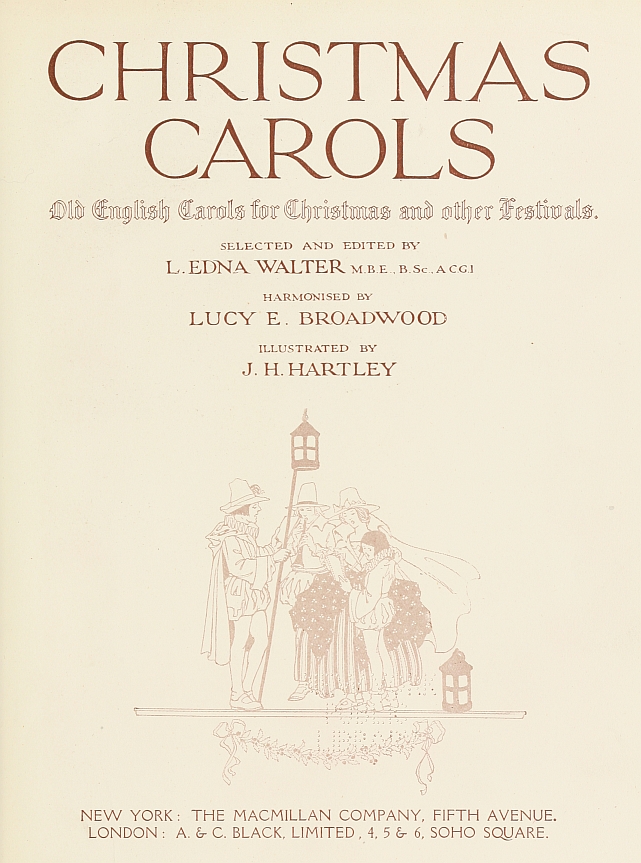 CHRISTMAS
CAROLS
Old English Carols for Christmas and other Festivals.
SELECTED AND EDITED BY
L. EDNA WALTER M.B.E., B.Sc., A.C.G.I
HARMONISED BY
LUCY E. BROADWOOD
ILLUSTRATED BY
J. H. HARTLEY
NEW YORK: THE MACMILLAN COMPANY, FIFTH AVENUE.
LONDON: A. & C. BLACK, LIMITED, 4, 5 & 6, SOHO SQUARE.